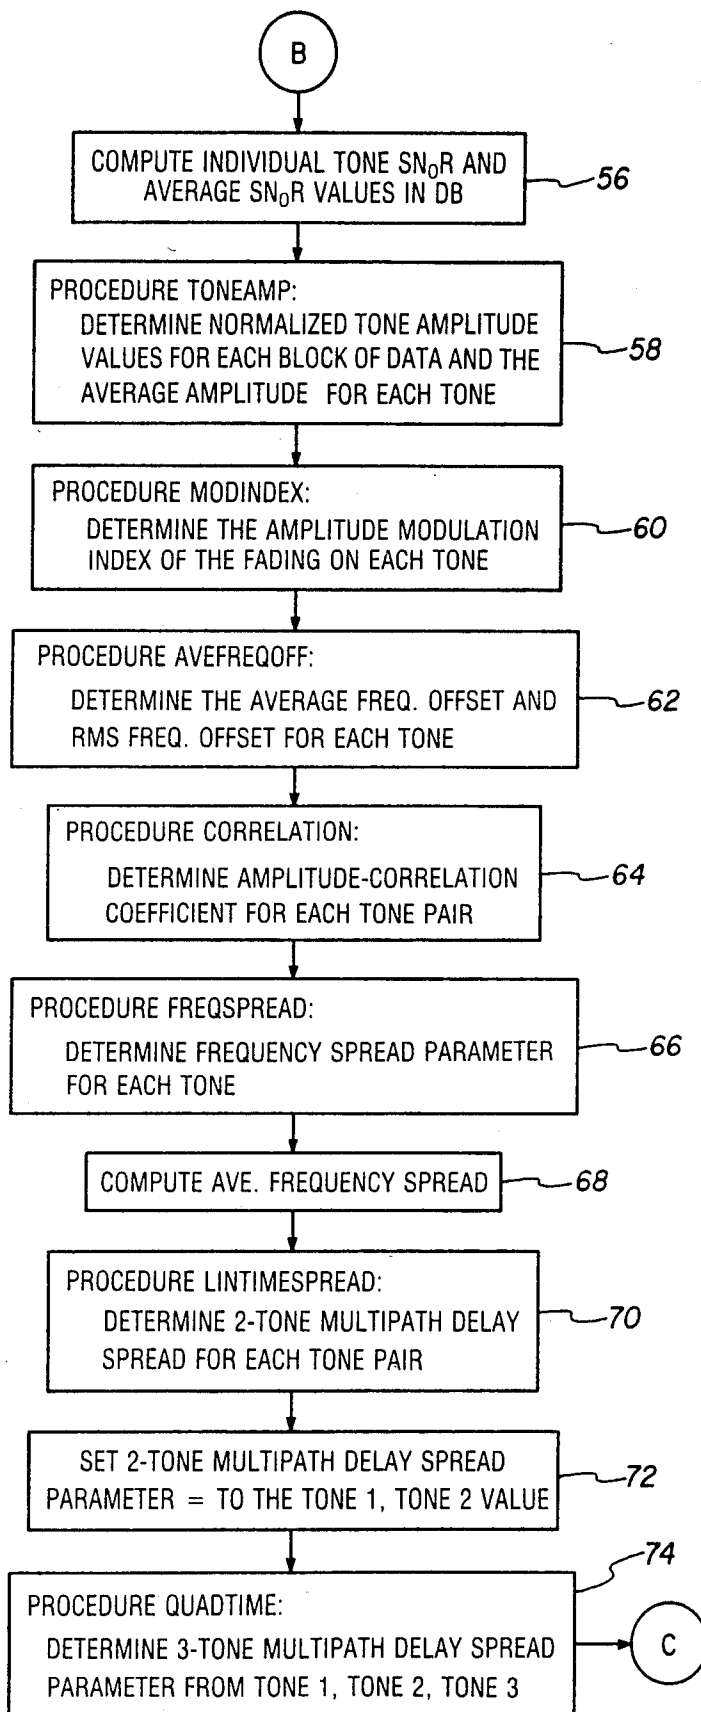 B
COMPUTE INDIVIDUAL TONE SN₀R AND
AVERAGE SN₀R VALUES IN DB
56
PROCEDURE TONEAMP:
DETERMINE NORMALIZED TONE AMPLITUDE
VALUES FOR EACH BLOCK OF DATA AND THE
AVERAGE AMPLITUDE FOR EACH TONE
58
PROCEDURE MODINDEX:
DETERMINE THE AMPLITUDE MODULATION
INDEX OF THE FADING ON EACH TONE
60
PROCEDURE AVEFREQOFF:
DETERMINE THE AVERAGE FREQ. OFFSET AND
RMS FREQ. OFFSET FOR EACH TONE
62
PROCEDURE CORRELATION:
DETERMINE AMPLITUDE-CORRELATION
COEFFICIENT FOR EACH TONE PAIR
64
PROCEDURE FREQSPREAD:
DETERMINE FREQUENCY SPREAD PARAMETER
FOR EACH TONE
66
COMPUTE AVE. FREQUENCY SPREAD
68
PROCEDURE LINTIMESPREAD:
DETERMINE 2-TONE MULTIPATH DELAY
SPREAD FOR EACH TONE PAIR
70
SET 2-TONE MULTIPATH DELAY SPREAD
PARAMETER = TO THE TONE 1, TONE 2 VALUE
72
74
PROCEDURE QUADTIME:
DETERMINE 3-TONE MULTIPATH DELAY SPREAD
PARAMETER FROM TONE 1, TONE 2, TONE 3
C